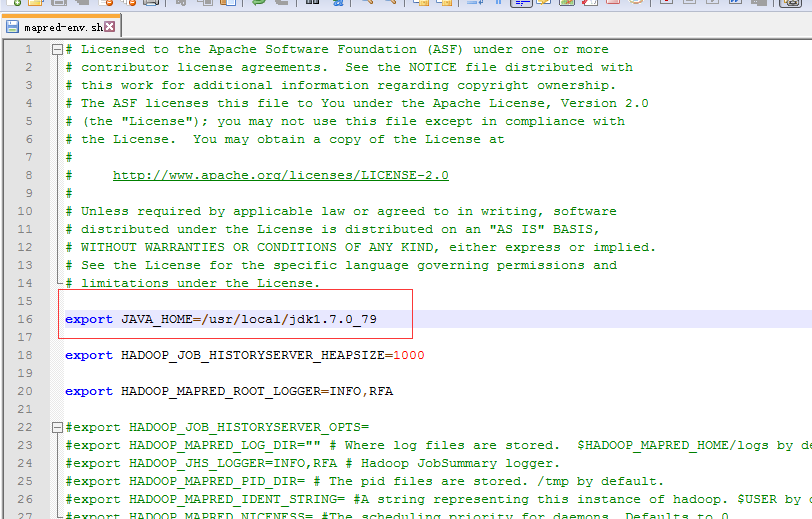 mapred-env.sh
1 # Licensed to the Apache Software Foundation (ASF) under one or more
2 # contributor license agreements.  See the NOTICE file distributed with
3 # this work for additional information regarding copyright ownership.
4 # The ASF licenses this file to You under the Apache License, Version 2.0
5 # (the "License"); you may not use this file except in compliance with
6 # the License.  You may obtain a copy of the License at
7 #
8 #     http://www.apache.org/licenses/LICENSE-2.0
9 #
10 # Unless required by applicable law or agreed to in writing, software
11 # distributed under the License is distributed on an "AS IS" BASIS,
12 # WITHOUT WARRANTIES OR CONDITIONS OF ANY KIND, either express or implied.
13 # See the License for the specific language governing permissions and
14 # limitations under the License.
15
16 export JAVA_HOME=/usr/local/jdk1.7.0_79
17
18 export HADOOP_JOB_HISTORYSERVER_HEAPSIZE=1000
19
20 export HADOOP_MAPRED_ROOT_LOGGER=INFO,RFA
21
22 #export HADOOP_JOB_HISTORYSERVER_OPTS=
23 #export HADOOP_MAPRED_LOG_DIR="" # Where log files are stored.  $HADOOP_MAPRED_HOME/logs by de
24 #export HADOOP_JHS_LOGGER=INFO,RFA # Hadoop JobSummary logger.
25 #export HADOOP_MAPRED_PID_DIR= # The pid files are stored. /tmp by default.
26 #export HADOOP_MAPRED_IDENT_STRING= #A string representing this instance of hadoop. $USER by d
27 #export HADOOP_MAPRED_NICENESS= #The scheduling priority for daemons. Defaults to 0.